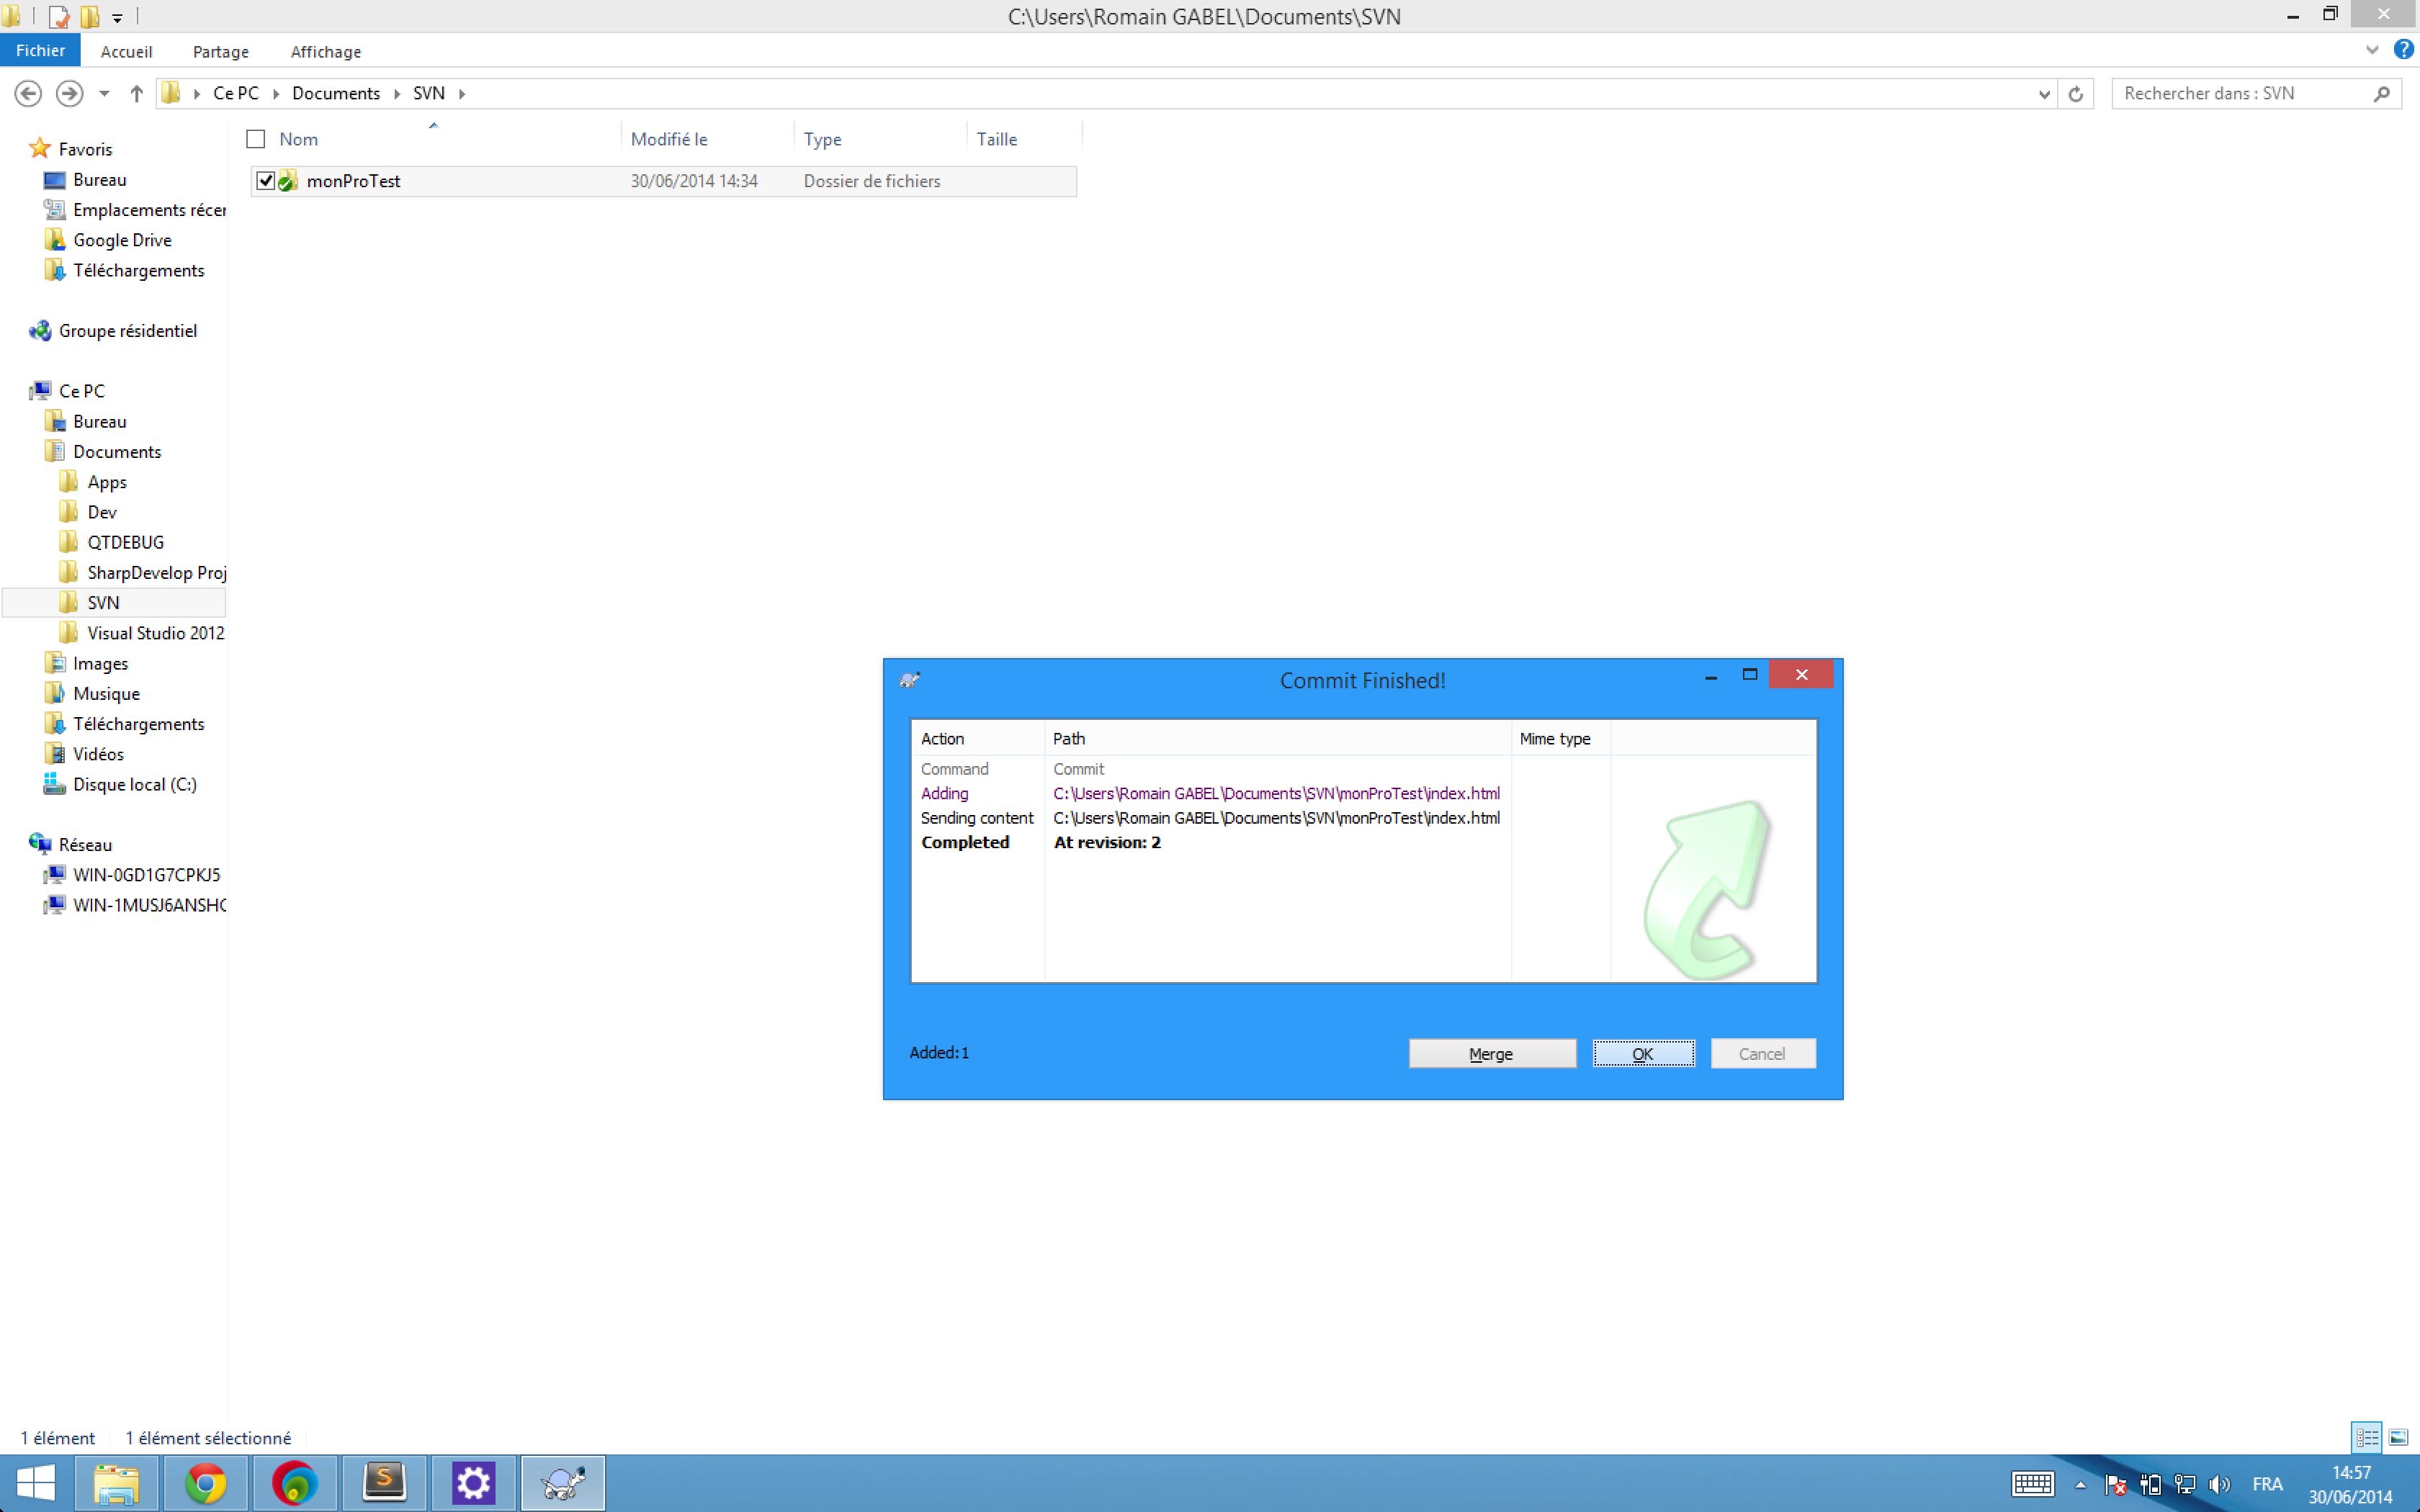 C:\Users\Romain GABEL\Documents\SVN
Fichier Accueil Partage Affichage
Ce PC Documents SVN Rechercher dans : SVN
Nom Modifié le Type Taille
monProTest 30/06/2014 14:34 Dossier de fichiers
Favoris
Bureau
Emplacements récer
Google Drive
Téléchargements
Groupe résidentiel
Ce PC
Bureau
Documents
Apps
Dev
QTDEBUG
SharpDevelop Proj
SVN
Visual Studio 2012
Images
Musique
Téléchargements
Vidéos
Disque local (C:)
Réseau
WIN-0GD1G7CPKJ5
WIN-1MUSJ6ANSHC
Commit Finished!
Action Path Mime type
Command Commit
Adding C:\Users\Romain GABEL\Documents\SVN\monProTest\index.html
Sending content C:\Users\Romain GABEL\Documents\SVN\monProTest\index.html
Completed At revision: 2
Added:1 Merge OK Cancel
1 élément 1 élément sélectionné
FRA 14:57
30/06/2014